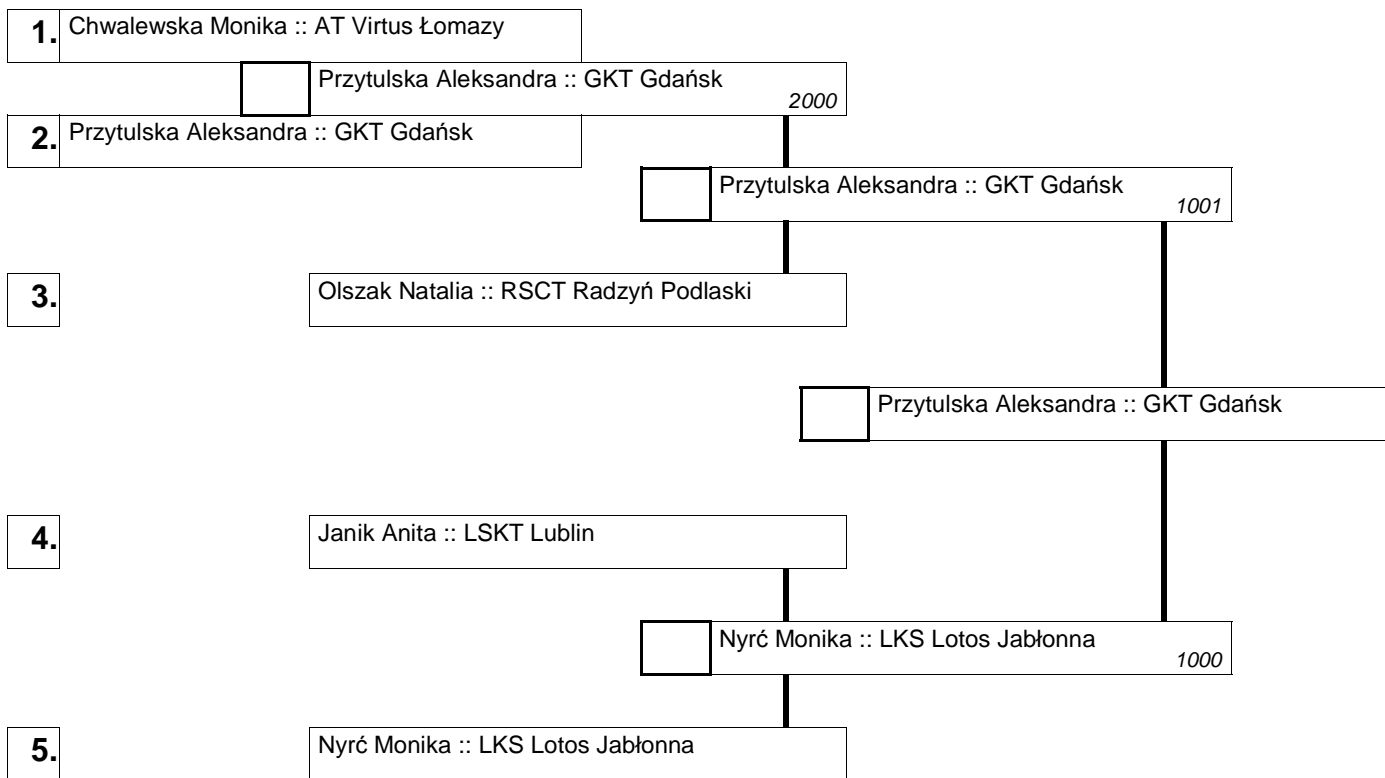 1. Chwalewska Monika :: AT Virtus Łomazy
Przytulska Aleksandra :: GKT Gdańsk
2000
2. Przytulska Aleksandra :: GKT Gdańsk
Przytulska Aleksandra :: GKT Gdańsk
1001
3. Olszak Natalia :: RSCT Radzyń Podlaski
Przytulska Aleksandra :: GKT Gdańsk
4. Janik Anita :: LSKT Lublin
Nyrć Monika :: LKS Lotos Jabłonna
1000
5. Nyrć Monika :: LKS Lotos Jabłonna